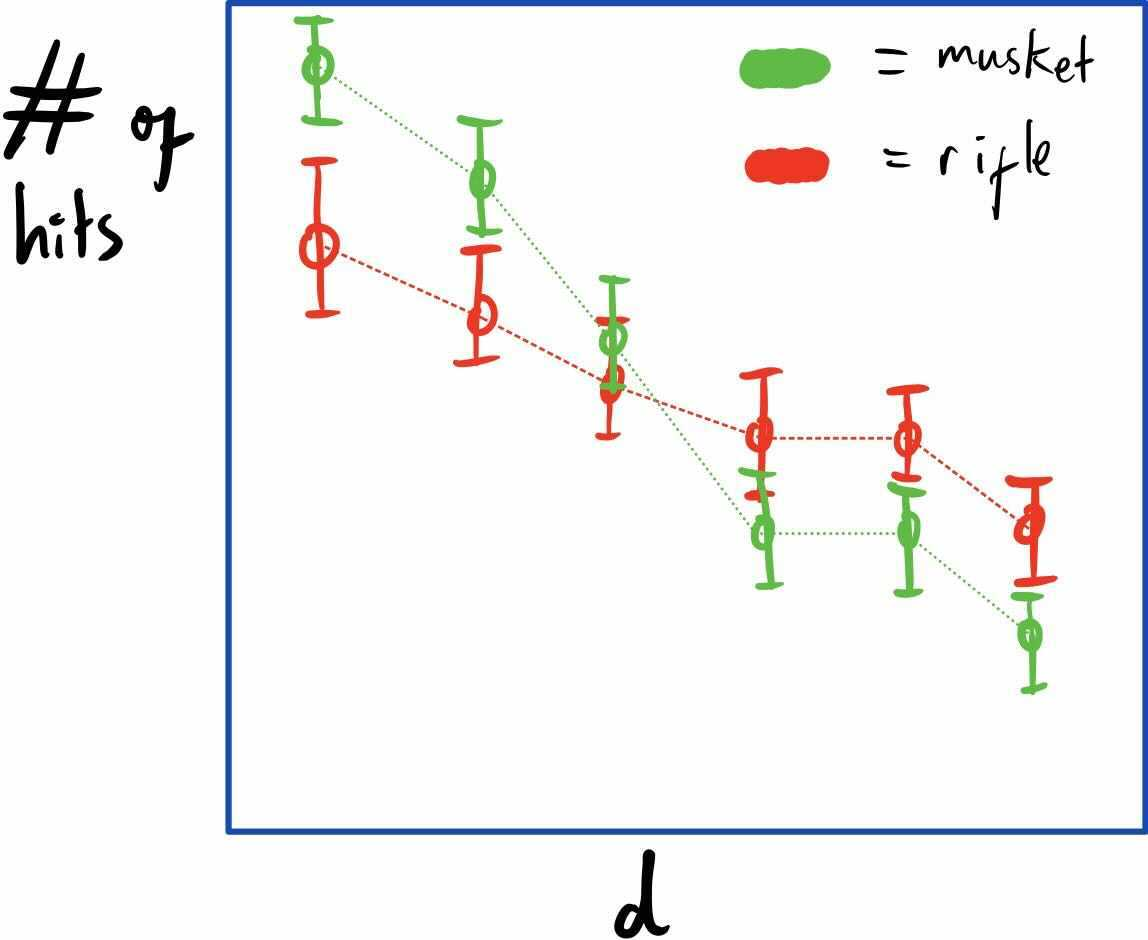 # of
hits
= musket
= rifle
d